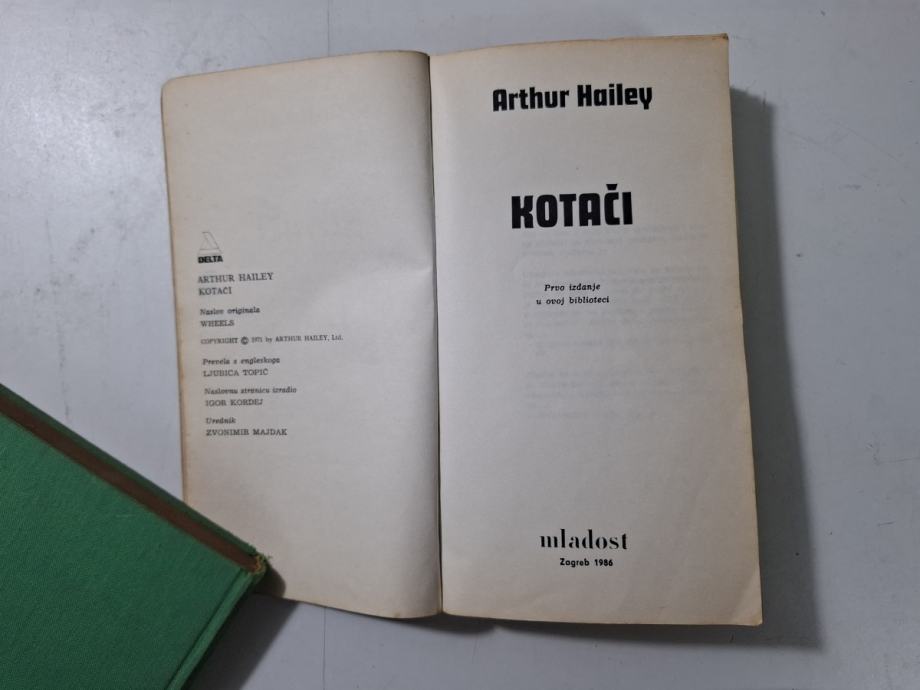 DELTA
ARTHUR HAILEY
KOTAČI
Naslov originala
WHEELS
COPYRIGHT © 1971 by ARTHUR HAILEY, Ltd.
Prevela s engleskoga
LJUBICA TOPIĆ
Naslovnu stranicu izradio
IGOR KORDEJ
Urednik
ZVONIMIR MAJDAK
Arthur Hailey
KOTAČI
Prvo izdanje
u ovoj biblioteci
mladost
Zagreb 1986